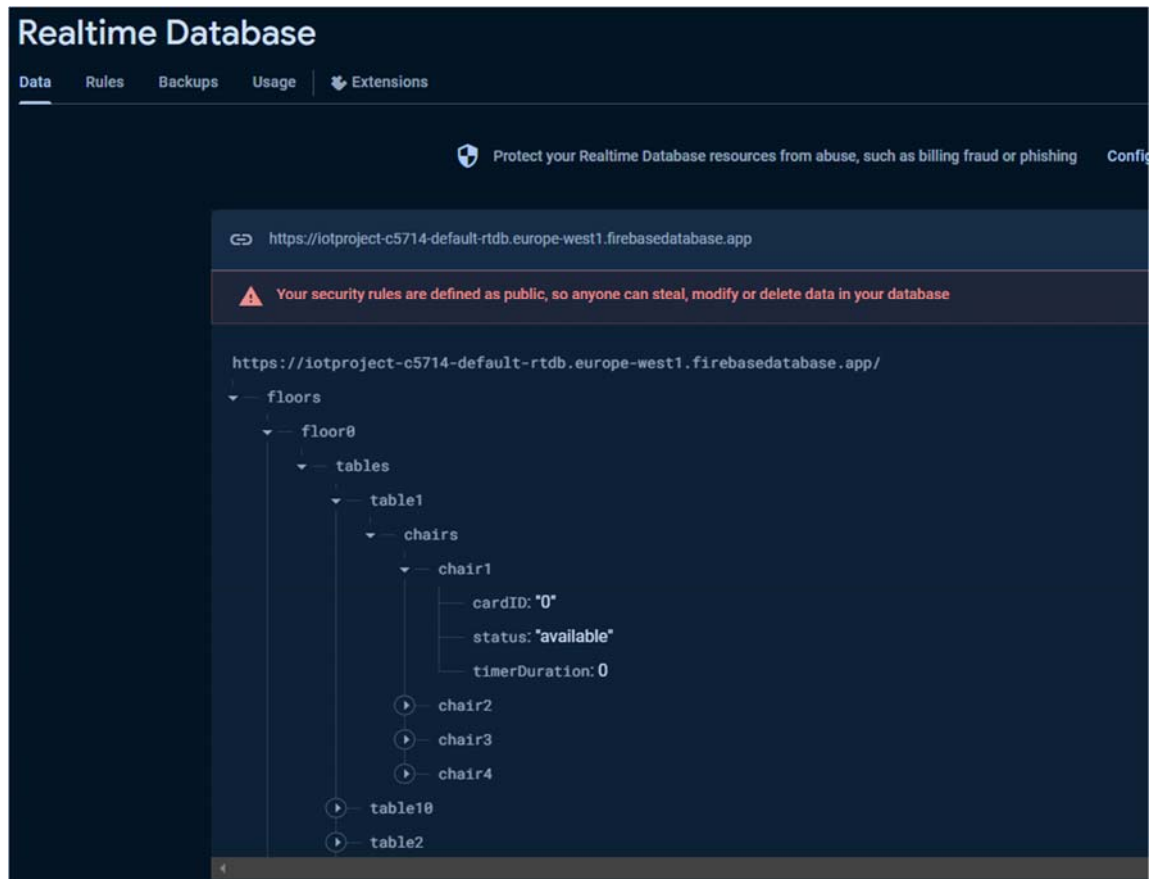 Realtime Database
Data Rules Backups Usage Extensions
Protect your Realtime Database resources from abuse, such as billing fraud or phishing
https://iotproject-c5714-default-rtdb.europe-west1.firebasedatabase.app
Your security rules are defined as public, so anyone can steal, modify or delete data in your database
https://iotproject-c5714-default-rtdb.europe-west1.firebasedatabase.app/
floors
floor0
tables
table1
chairs
chair1
cardID: "0"
status: "available"
timerDuration: 0
chair2
chair3
chair4
table10
table2